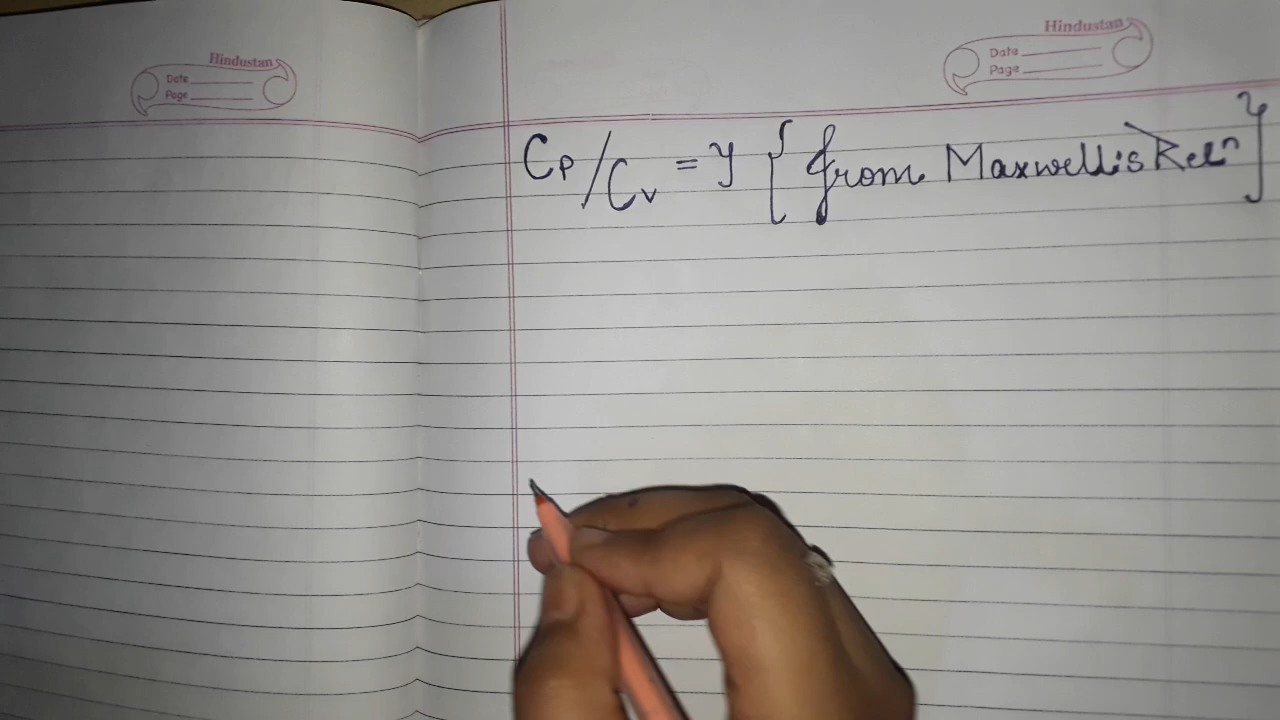 Hindustan
Date
Page
Hindustan
Date
Page
Cp/Cv = γ { from Maxwell's Relⁿ }